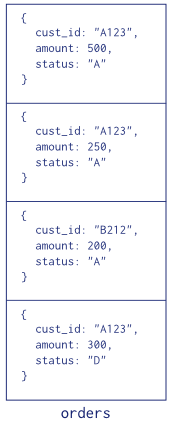 {
cust_id: "A123",
amount: 500,
status: "A"
}
{
cust_id: "A123",
amount: 250,
status: "A"
}
{
cust_id: "B212",
amount: 200,
status: "A"
}
{
cust_id: "A123",
amount: 300,
status: "D"
}
orders